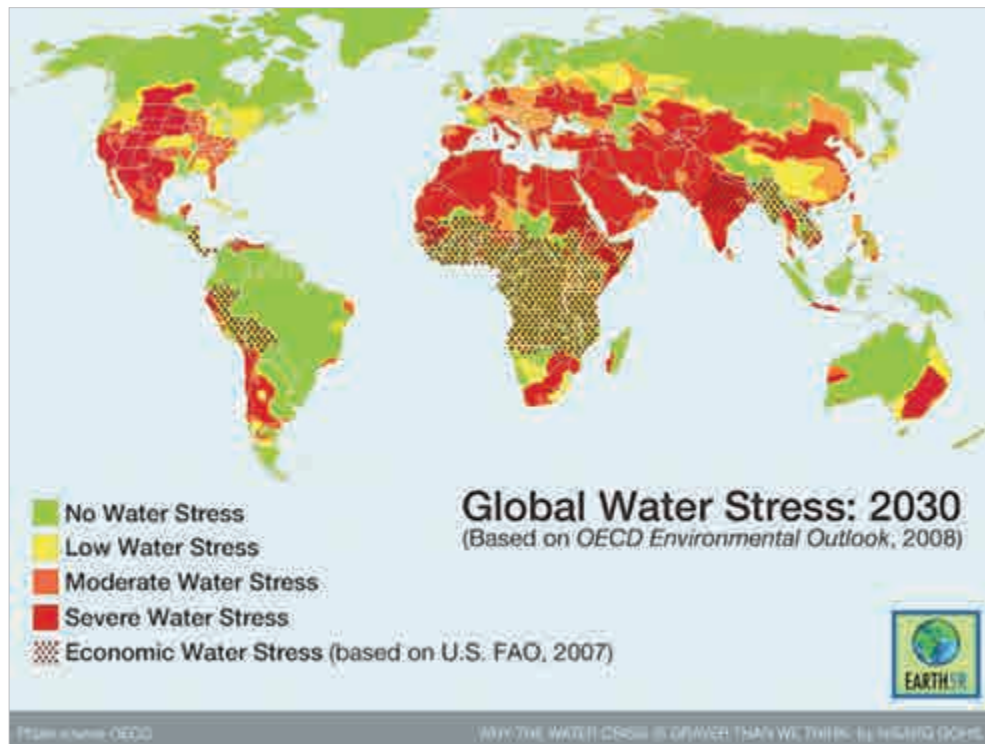 No Water Stress
Low Water Stress
Moderate Water Stress
Severe Water Stress
Economic Water Stress (based on U.S. FAO, 2007)
Global Water Stress: 2030
(Based on OECD Environmental Outlook, 2008)
EARTH5R
WHY THE WATER CRISIS IS GRAVER THAN WE THINK: by